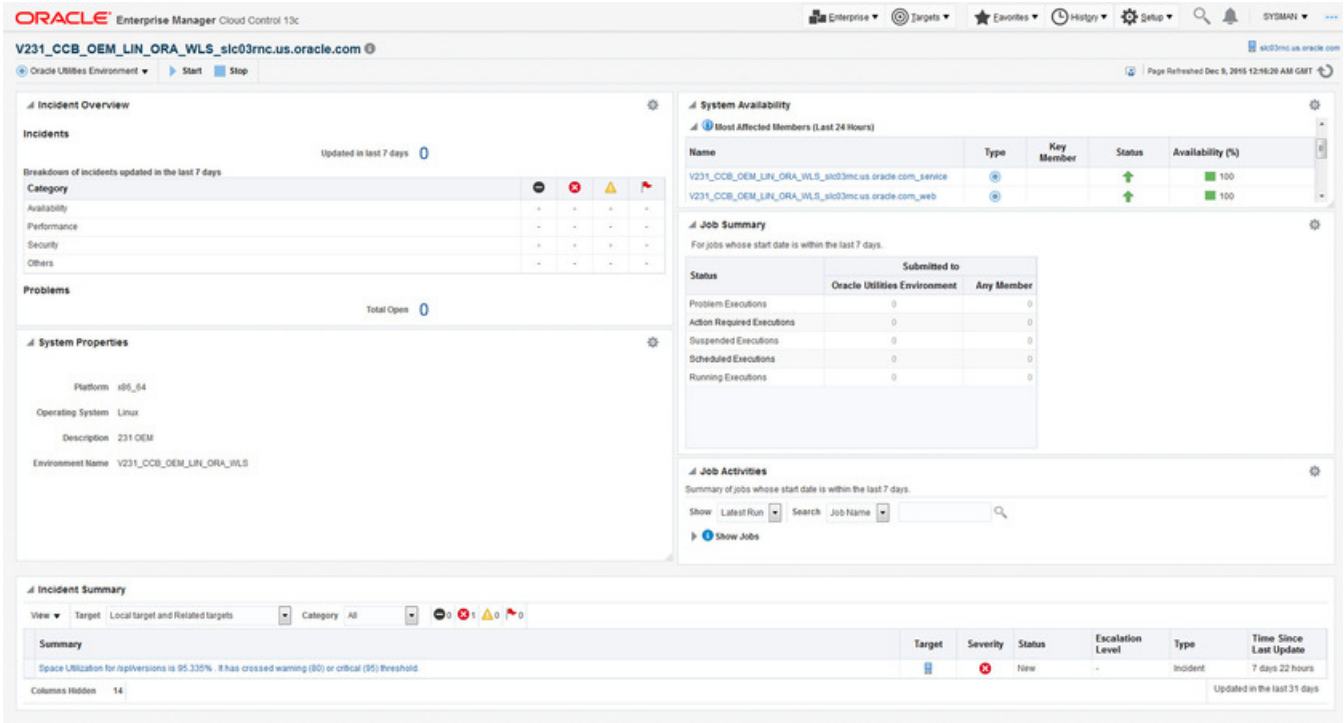 ORACLE Enterprise Manager Cloud Control 13c
Enterprise Targets Favorites History Setup SYSMAN
V231_CCB_OEM_LIN_ORA_WLS_slc03rnc.us.oracle.com
slc03rnc.us.oracle.com
Oracle Utilities Environment Start Stop
Page Refreshed Dec 9, 2015 12:16:20 AM GMT
Incident Overview
Incidents
Updated in last 7 days 0
Breakdown of incidents updated in the last 7 days
Category
Availability - - - -
Performance - - - -
Security - - - -
Others - - - -
Problems
Total Open 0
System Properties
Platform x86_64
Operating System Linux
Description 231 OEM
Environment Name V231_CCB_OEM_LIN_ORA_WLS
System Availability
Most Affected Members (Last 24 Hours)
Name Type Key Member Status Availability (%)
V231_CCB_OEM_LIN_ORA_WLS_slc03rnc.us.oracle.com_service 100
V231_CCB_OEM_LIN_ORA_WLS_slc03rnc.us.oracle.com_web 100
Job Summary
For jobs whose start date is within the last 7 days.
Status Submitted to
Oracle Utilities Environment Any Member
Problem Executions 0 0
Action Required Executions 0 0
Suspended Executions 0 0
Scheduled Executions 0 0
Running Executions 0 0
Job Activities
Summary of jobs whose start date is within the last 7 days.
Show Latest Run Search Job Name
Show Jobs
Incident Summary
View Target Local target and Related targets Category All 0 1 0 0
Summary Target Severity Status Escalation Level Type Time Since Last Update
Space Utilization for /spl/versions is 95.335% . It has crossed warning (80) or critical (95) threshold. New - Incident 7 days 22 hours
Columns Hidden 14
Updated in the last 31 days